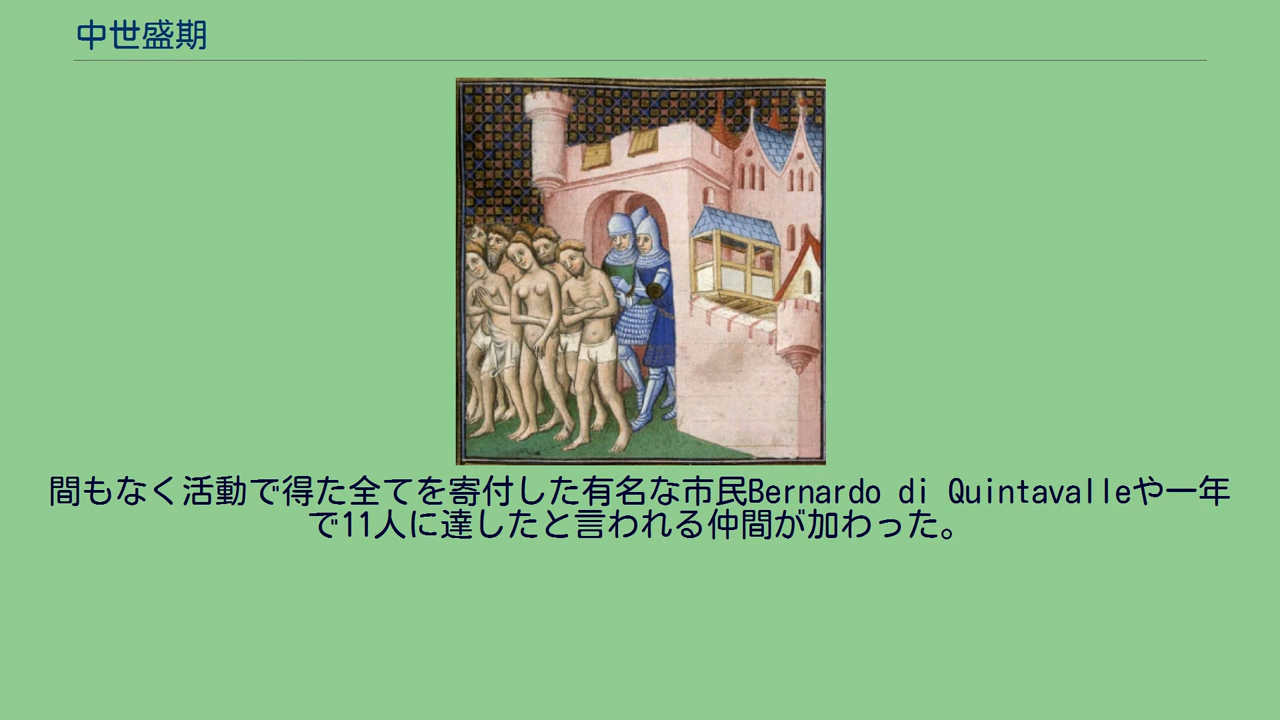 中世盛期
間もなく活動で得た全てを寄付した有名な市民Bernardo di Quintavalleや一年
で11人に達したと言われる仲間が加わった。